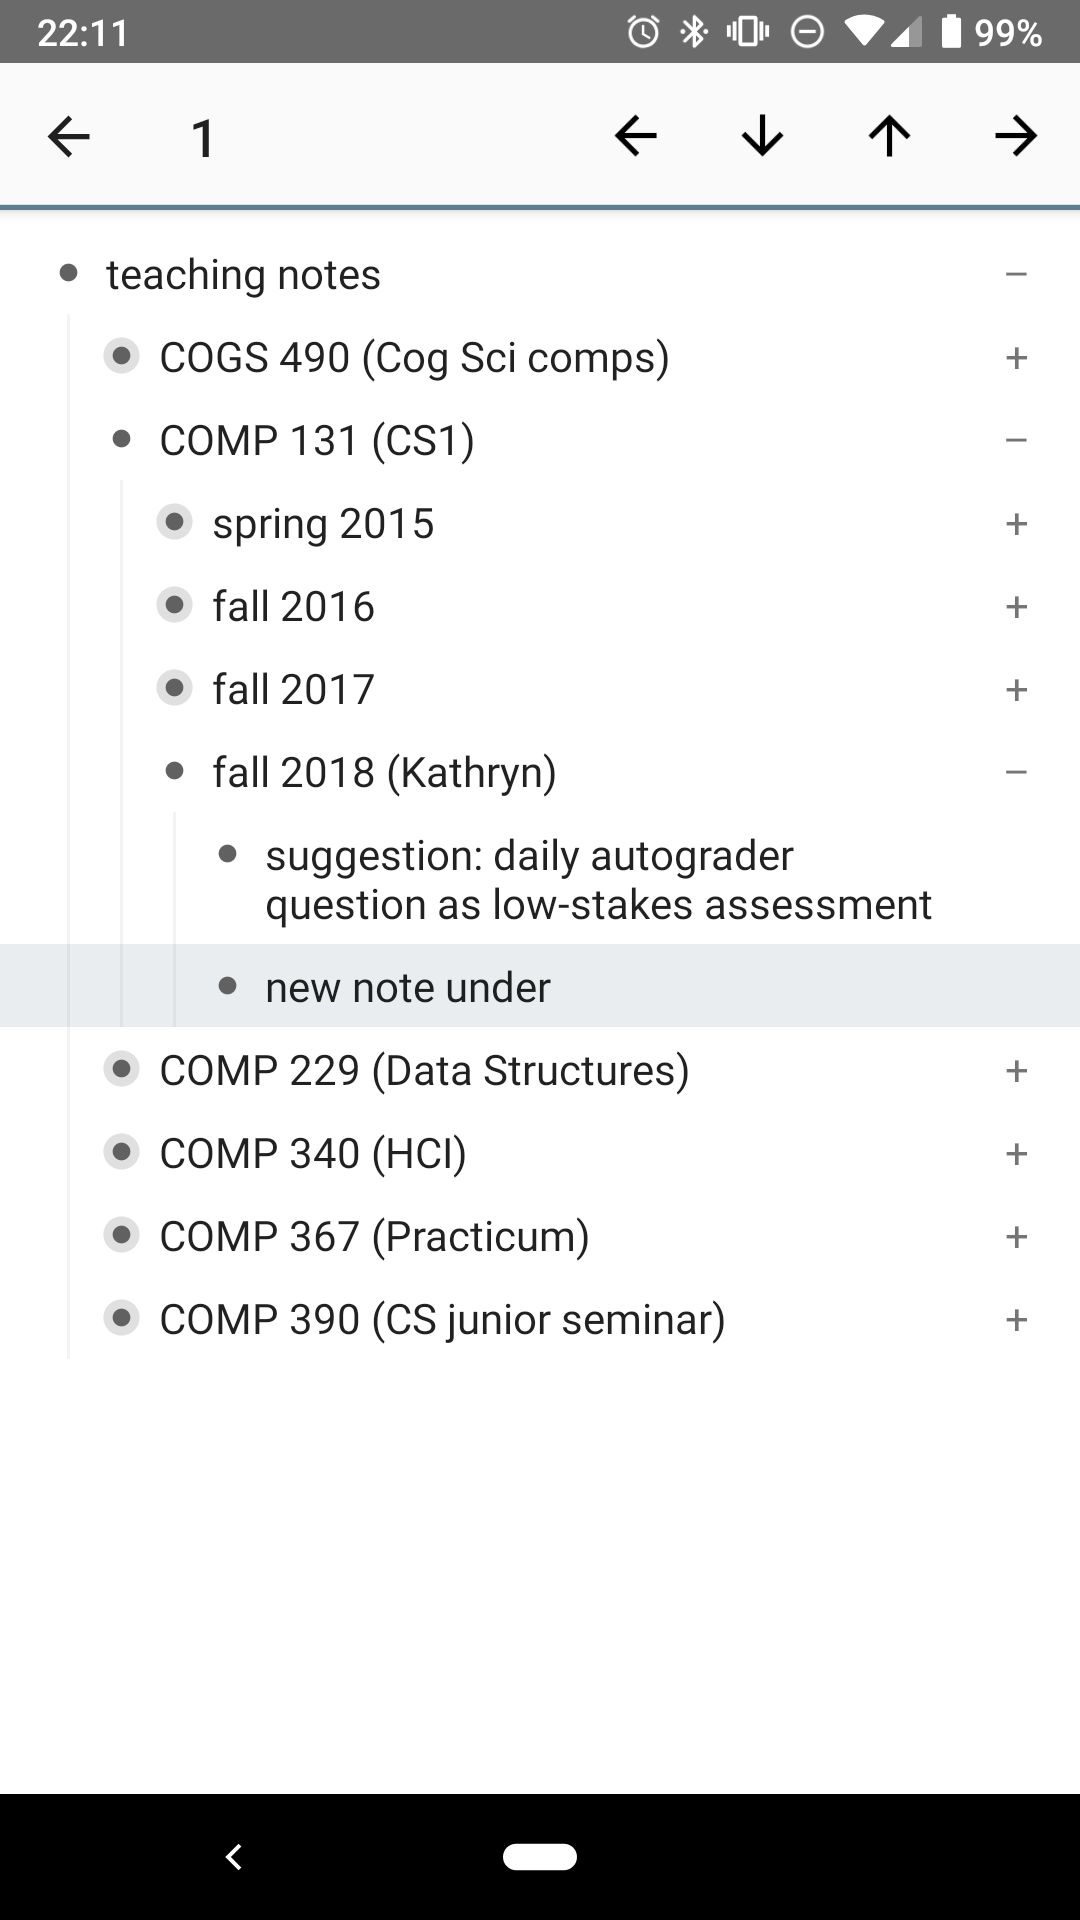 22:11 99%
1
teaching notes
COGS 490 (Cog Sci comps)
COMP 131 (CS1)
spring 2015
fall 2016
fall 2017
fall 2018 (Kathryn)
suggestion: daily autograder
question as low-stakes assessment
new note under
COMP 229 (Data Structures)
COMP 340 (HCI)
COMP 367 (Practicum)
COMP 390 (CS junior seminar)